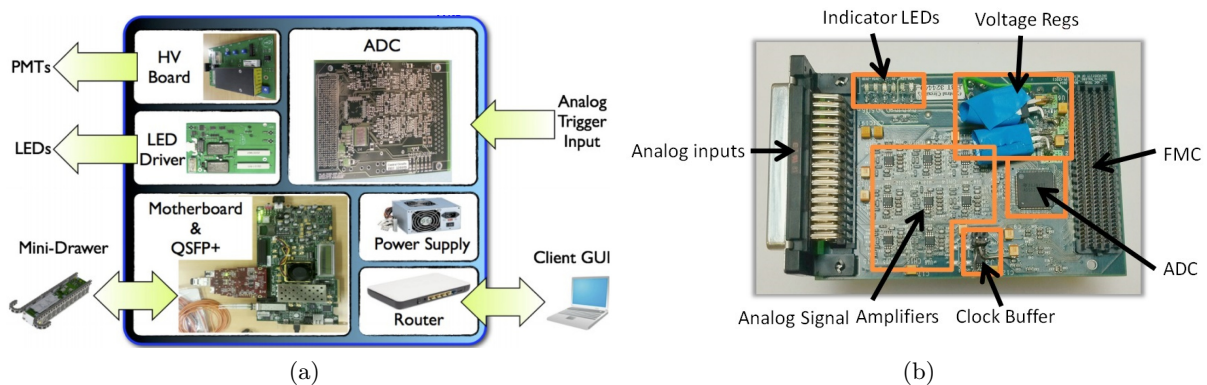 HV
Board
ADC
PMTs
Analog
Trigger
Input
LED
Driver
LEDs
Motherboard
&
QSFP+
Power Supply
Mini-Drawer
Client GUI
Router
(a)
Indicator LEDs
Voltage Regs
Analog inputs
FMC
ADC
Analog Signal Amplifiers
Clock Buffer
(b)